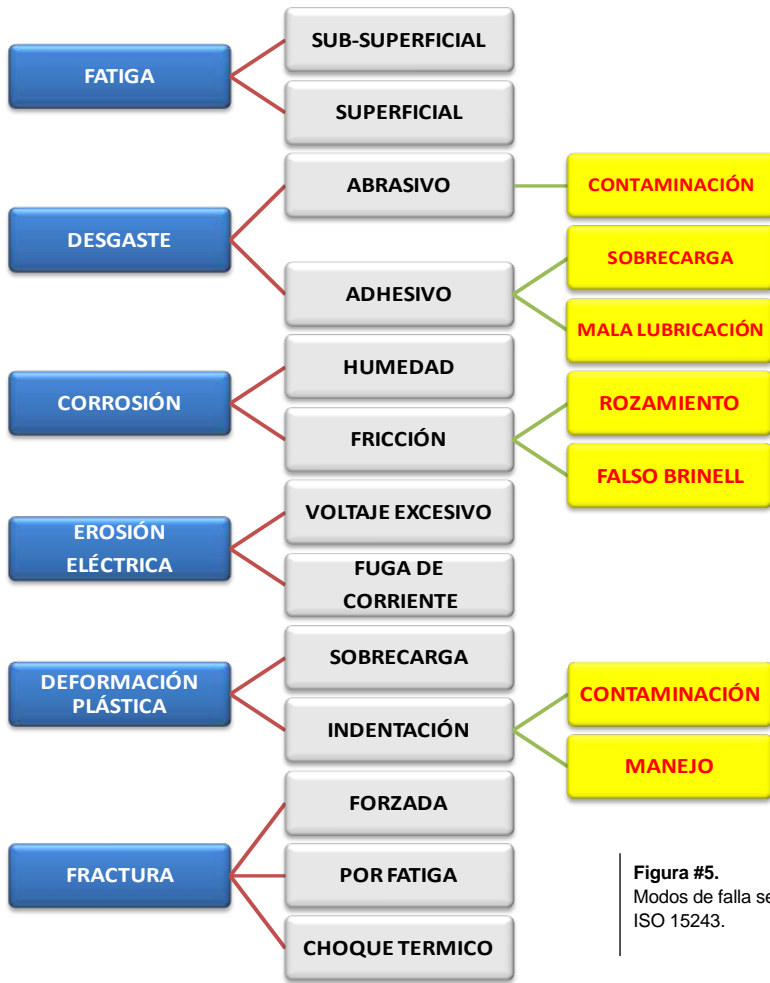 FATIGA
SUB-SUPERFICIAL
SUPERFICIAL
DESGASTE
ABRASIVO
CONTAMINACIÓN
ADHESIVO
SOBRECARGA
MALA LUBRICACIÓN
CORROSIÓN
HUMEDAD
FRICCIÓN
ROZAMIENTO
FALSO BRINELL
EROSIÓN
ELÉCTRICA
VOLTAJE EXCESIVO
FUGA DE
CORRIENTE
DEFORMACIÓN
PLÁSTICA
SOBRECARGA
INDENTACIÓN
CONTAMINACIÓN
MANEJO
FRACTURA
FORZADA
POR FATIGA
CHOQUE TERMICO
Figura #5.
Modos de falla se
ISO 15243.